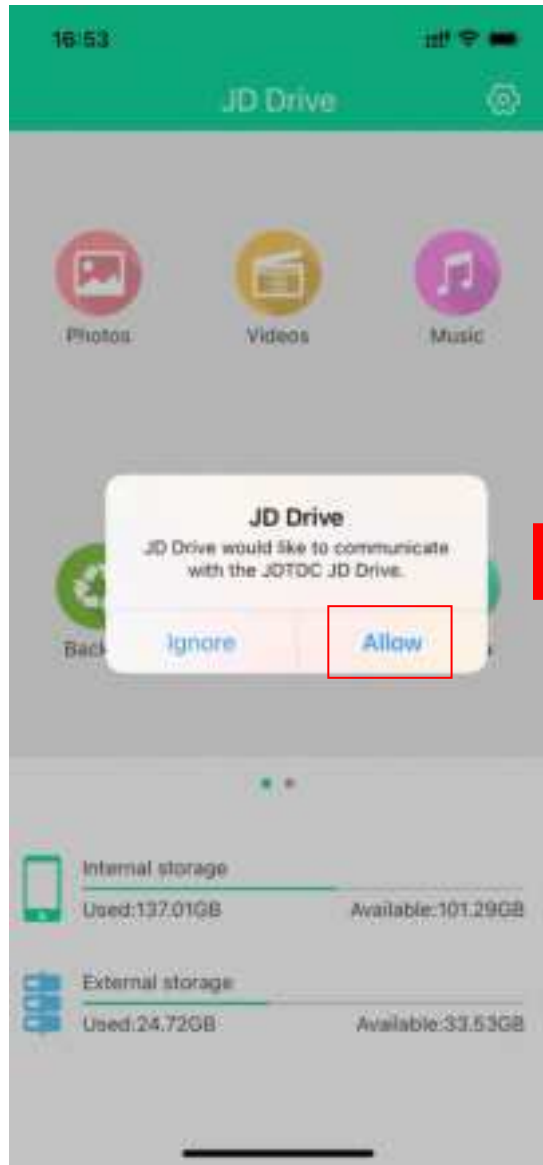 16:53
JD Drive
Photos
Videos
Music
JD Drive
JD Drive would like to communicate
with the JDTDC JD Drive.
Ignore
Allow
Internal storage
Used:137.01GB
Available:101.29GB
External storage
Used:24.72GB
Available:33.53GB